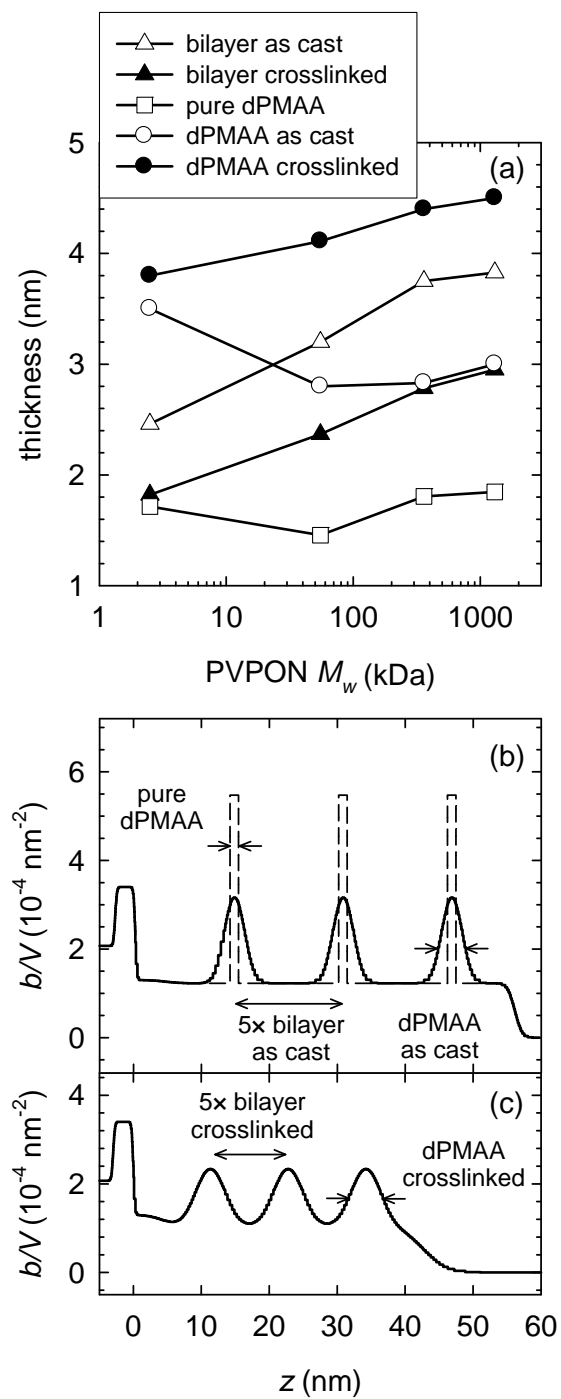 bilayer as cast
bilayer crosslinked
pure dPMAA
dPMAA as cast
dPMAA crosslinked
(a)
5
4
3
2
1
thickness (nm)
1
10
100
1000
PVPON M_w (kDa)
(b)
6
4
2
0
b/V (10⁻⁴ nm⁻²)
pure
dPMAA
5× bilayer
as cast
dPMAA
as cast
(c)
4
2
0
b/V (10⁻⁴ nm⁻²)
5× bilayer
crosslinked
dPMAA
crosslinked
0
10
20
30
40
50
60
z (nm)